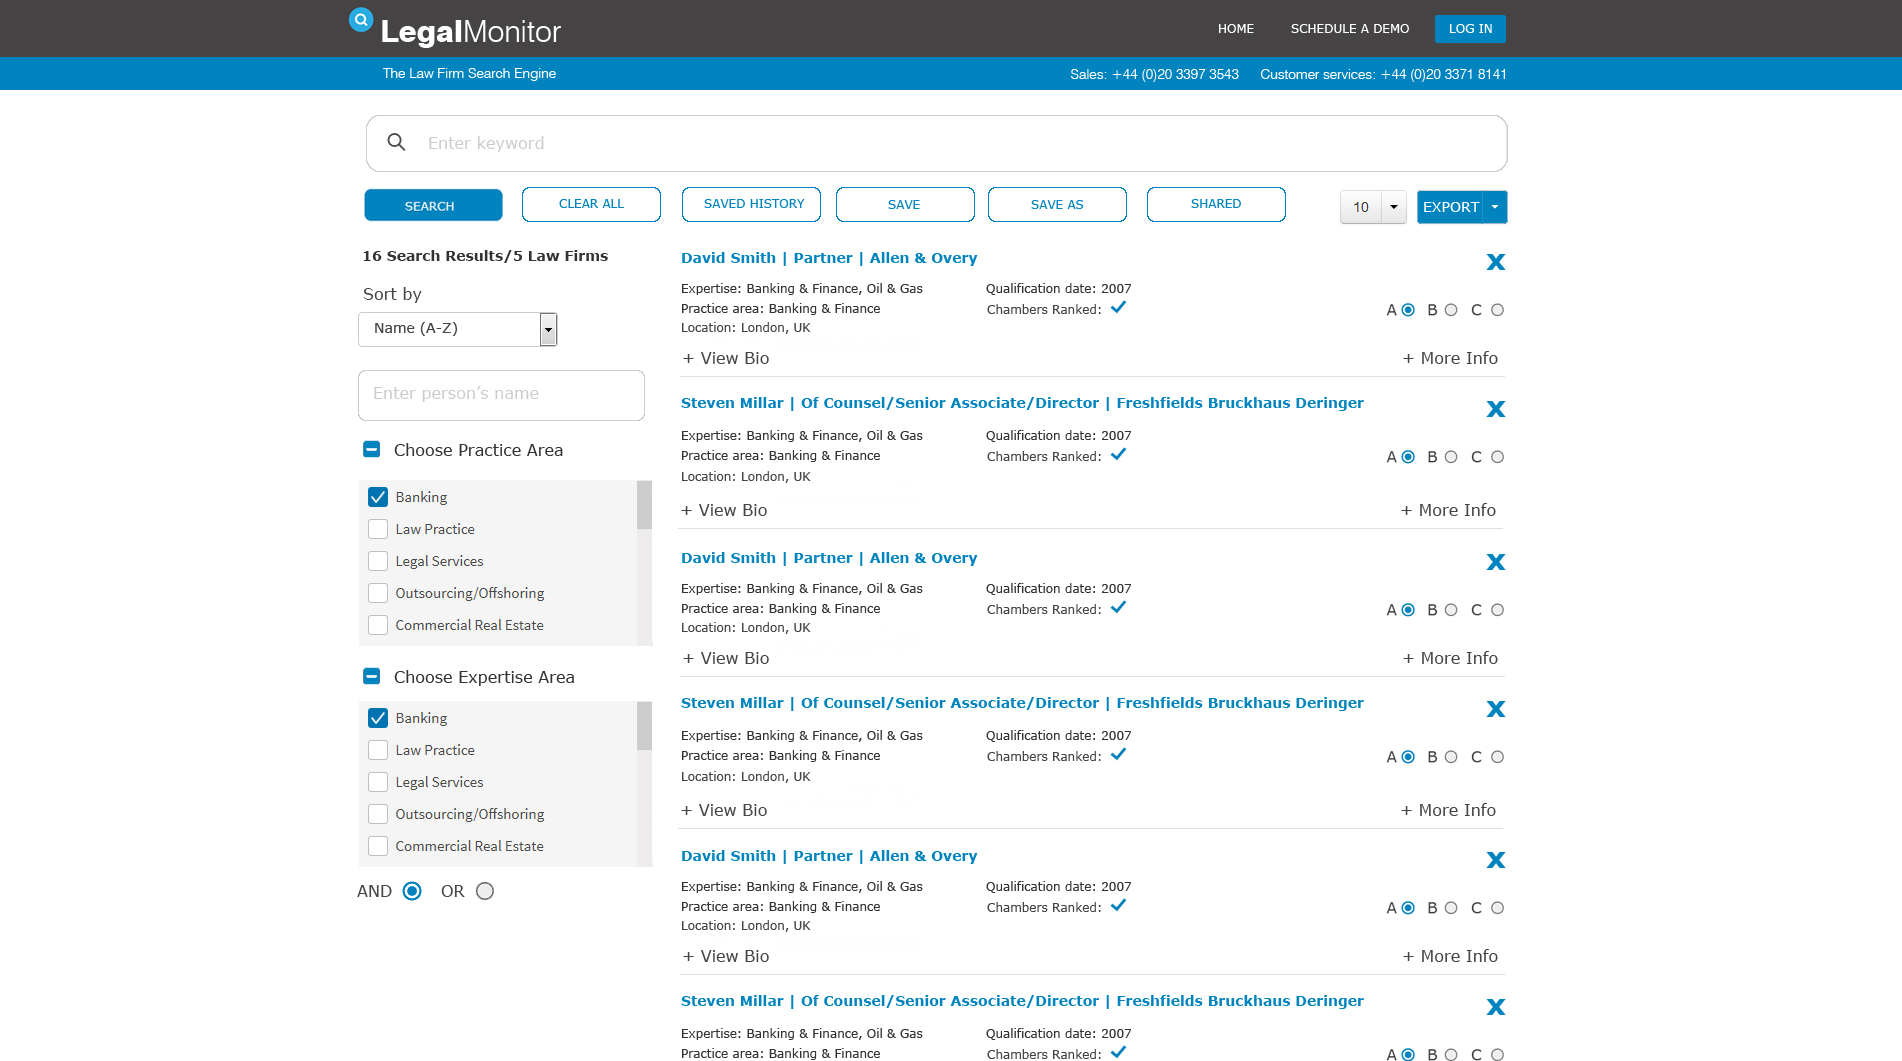 LegalMonitor
HOME SCHEDULE A DEMO LOG IN
The Law Firm Search Engine
Sales: +44 (0)20 3397 3543 Customer services: +44 (0)20 3371 8141
Enter keyword
SEARCH CLEAR ALL SAVED HISTORY SAVE SAVE AS SHARED 10 EXPORT
16 Search Results/5 Law Firms
Sort by
Name (A-Z)
Enter person’s name
Choose Practice Area
Banking
Law Practice
Legal Services
Outsourcing/Offshoring
Commercial Real Estate
Choose Expertise Area
Banking
Law Practice
Legal Services
Outsourcing/Offshoring
Commercial Real Estate
AND OR
David Smith | Partner | Allen & Overy X
Expertise: Banking & Finance, Oil & Gas Qualification date: 2007
Practice area: Banking & Finance Chambers Ranked: A B C
Location: London, UK
+ View Bio + More Info
Steven Millar | Of Counsel/Senior Associate/Director | Freshfields Bruckhaus Deringer X
Expertise: Banking & Finance, Oil & Gas Qualification date: 2007
Practice area: Banking & Finance Chambers Ranked: A B C
Location: London, UK
+ View Bio + More Info
David Smith | Partner | Allen & Overy X
Expertise: Banking & Finance, Oil & Gas Qualification date: 2007
Practice area: Banking & Finance Chambers Ranked: A B C
Location: London, UK
+ View Bio + More Info
Steven Millar | Of Counsel/Senior Associate/Director | Freshfields Bruckhaus Deringer X
Expertise: Banking & Finance, Oil & Gas Qualification date: 2007
Practice area: Banking & Finance Chambers Ranked: A B C
Location: London, UK
+ View Bio + More Info
David Smith | Partner | Allen & Overy X
Expertise: Banking & Finance, Oil & Gas Qualification date: 2007
Practice area: Banking & Finance Chambers Ranked: A B C
Location: London, UK
+ View Bio + More Info
Steven Millar | Of Counsel/Senior Associate/Director | Freshfields Bruckhaus Deringer X
Expertise: Banking & Finance, Oil & Gas Qualification date: 2007
Practice area: Banking & Finance Chambers Ranked: A B C